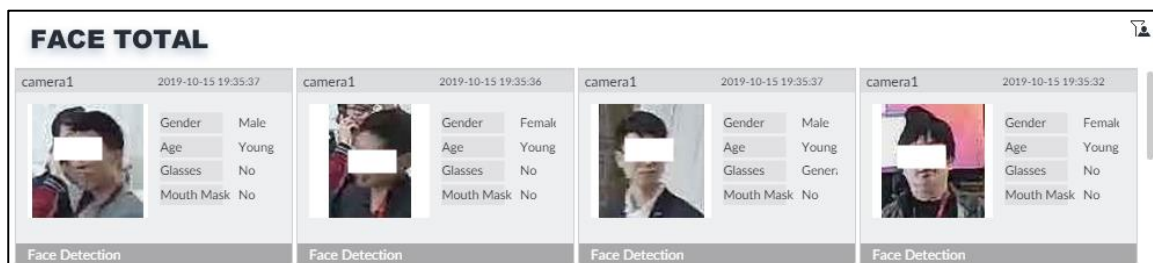 FACE TOTAL
camera1 2019-10-15 19:35:37
Gender Male
Age Young
Glasses No
Mouth Mask No
Face Detection
camera1 2019-10-15 19:35:36
Gender Femal
Age Young
Glasses No
Mouth Mask No
Face Detection
camera1 2019-10-15 19:35:37
Gender Male
Age Young
Glasses Genera
Mouth Mask No
Face Detection
camera1 2019-10-15 19:35:32
Gender Femal
Age Young
Glasses No
Mouth Mask No
Face Detection